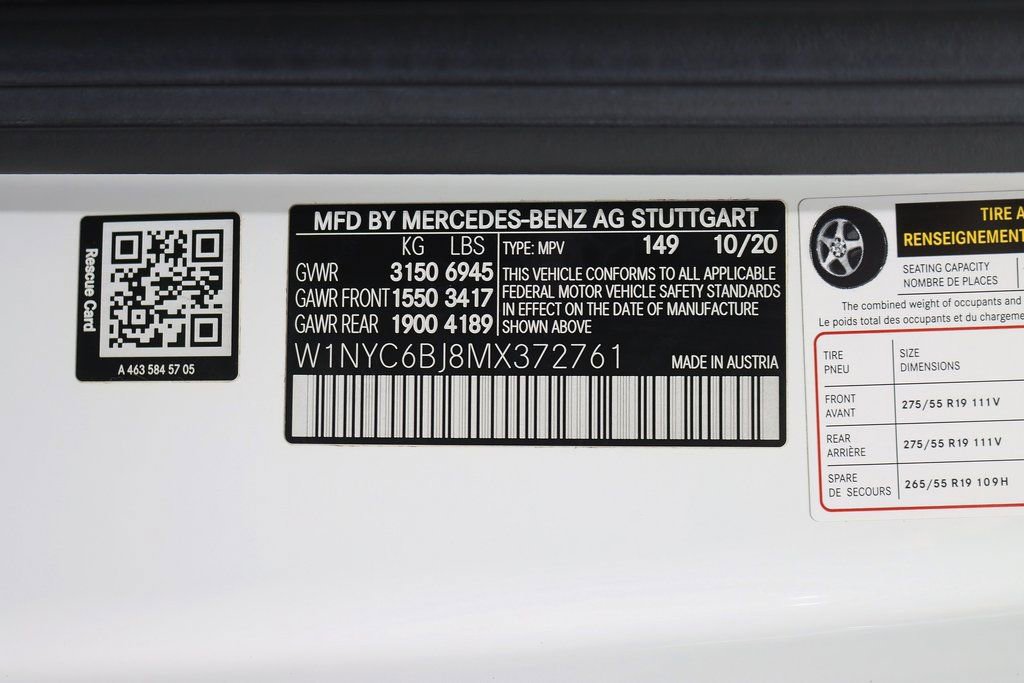 Rescue Card
A 463 584 57 05
MFD BY MERCEDES-BENZ AG STUTTGART
KG LBS
GVWR 3150 6945
GAWR FRONT 1550 3417
GAWR REAR 1900 4189
TYPE: MPV 149 10/20
THIS VEHICLE CONFORMS TO ALL APPLICABLE
FEDERAL MOTOR VEHICLE SAFETY STANDARDS
IN EFFECT ON THE DATE OF MANUFACTURE
SHOWN ABOVE
W1NYC6BJ8MX372761 MADE IN AUSTRIA
TIRE A
RENSEIGNEMENT
SEATING CAPACITY
NOMBRE DE PLACES
The combined weight of occupants and
Le poids total des occupants et du chargeme
TIRE SIZE
PNEU DIMENSIONS
FRONT
AVANT 275/55 R19 111V
REAR
ARRIÈRE 275/55 R19 111V
SPARE
DE SECOURS 265/55 R19 109H